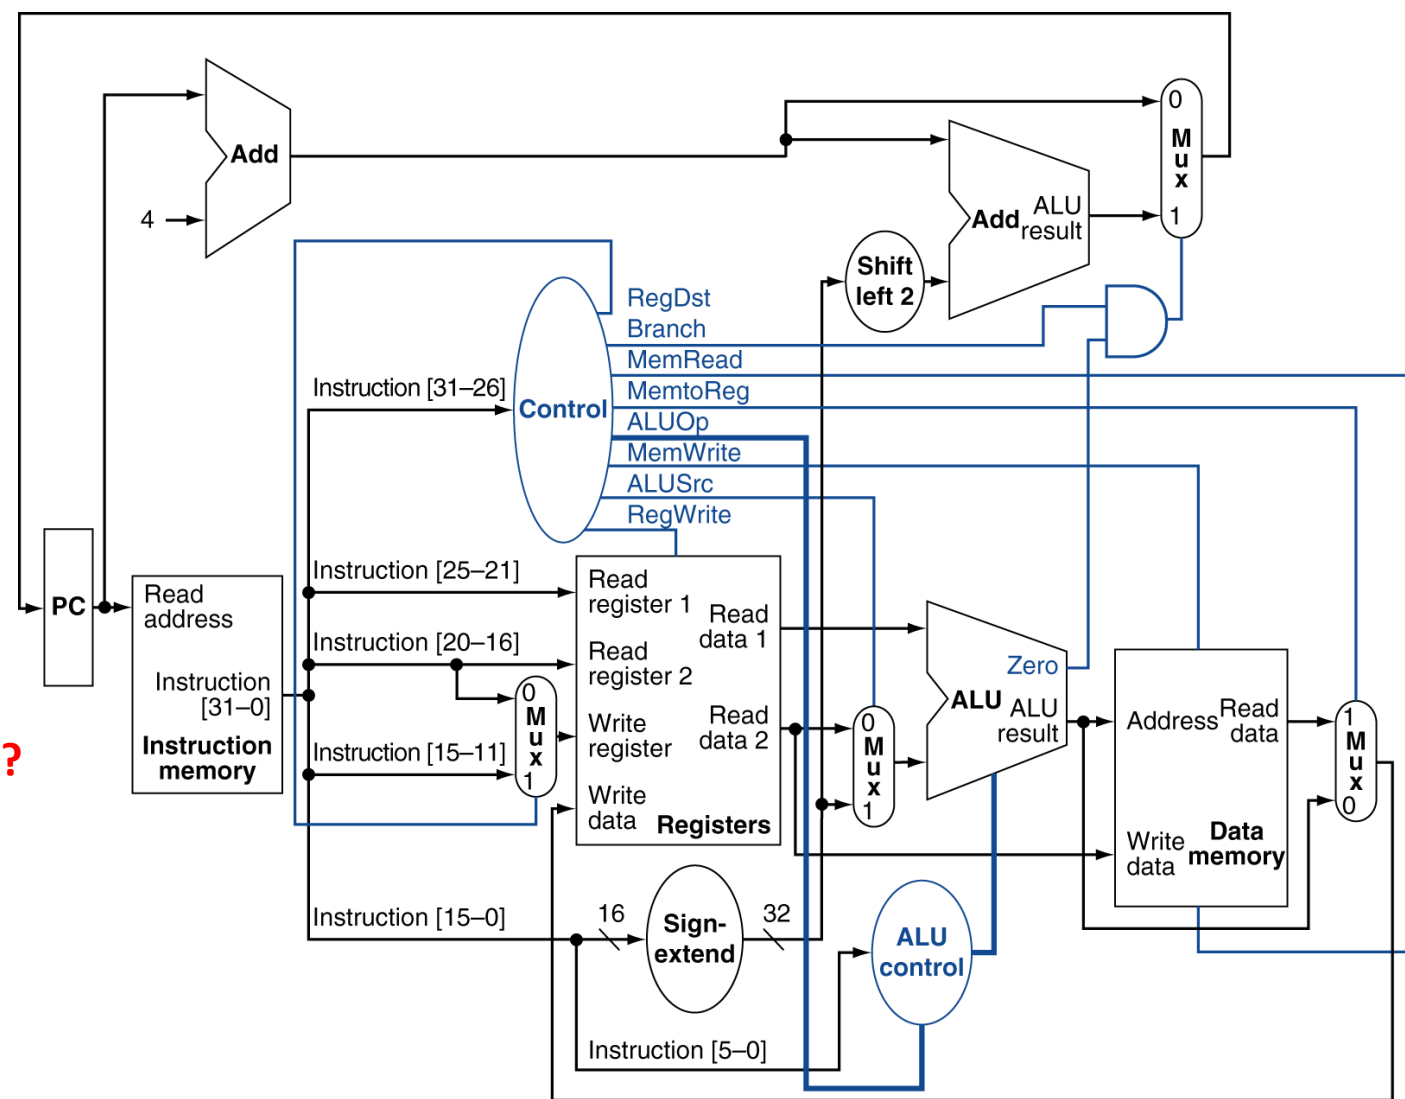 0
M
u
x
1
Add
4
Add
ALU
result
Shift
left 2
RegDst
Branch
MemRead
MemtoReg
ALUOp
MemWrite
ALUSrc
RegWrite
Control
Instruction [31–26]
Instruction [25–21]
Instruction [20–16]
Instruction [15–11]
Instruction [15–0]
Instruction [5–0]
PC
Read
address
Instruction
[31–0]
Instruction
memory
?
0
M
u
x
1
Read
register 1
Read
register 2
Write
register
Write
data
Read
data 1
Read
data 2
Registers
0
M
u
x
1
Zero
ALU
ALU
result
Address
Read
data
Write
data
Data
memory
1
M
u
x
0
16
Sign-
extend
32
ALU
control